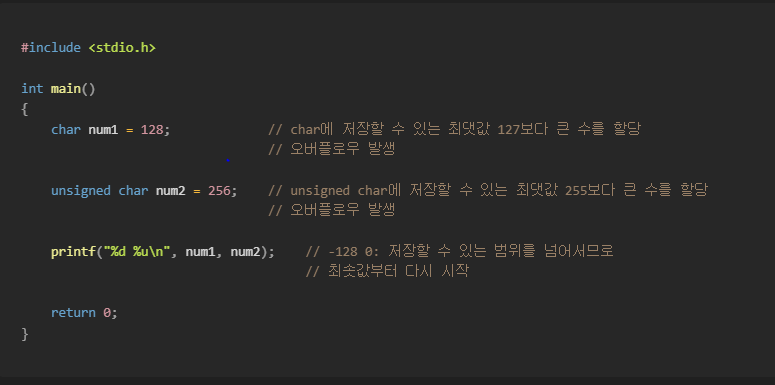 #include <stdio.h>
int main()
{
char num1 = 128; // char에 저장할 수 있는 최댓값 127보다 큰 수를 할당
// 오버플로우 발생
unsigned char num2 = 256; // unsigned char에 저장할 수 있는 최댓값 255보다 큰 수를 할당
// 오버플로우 발생
printf("%d %u\n", num1, num2); // -128 0: 저장할 수 있는 범위를 넘어서므로
// 최솟값부터 다시 시작
return 0;
}